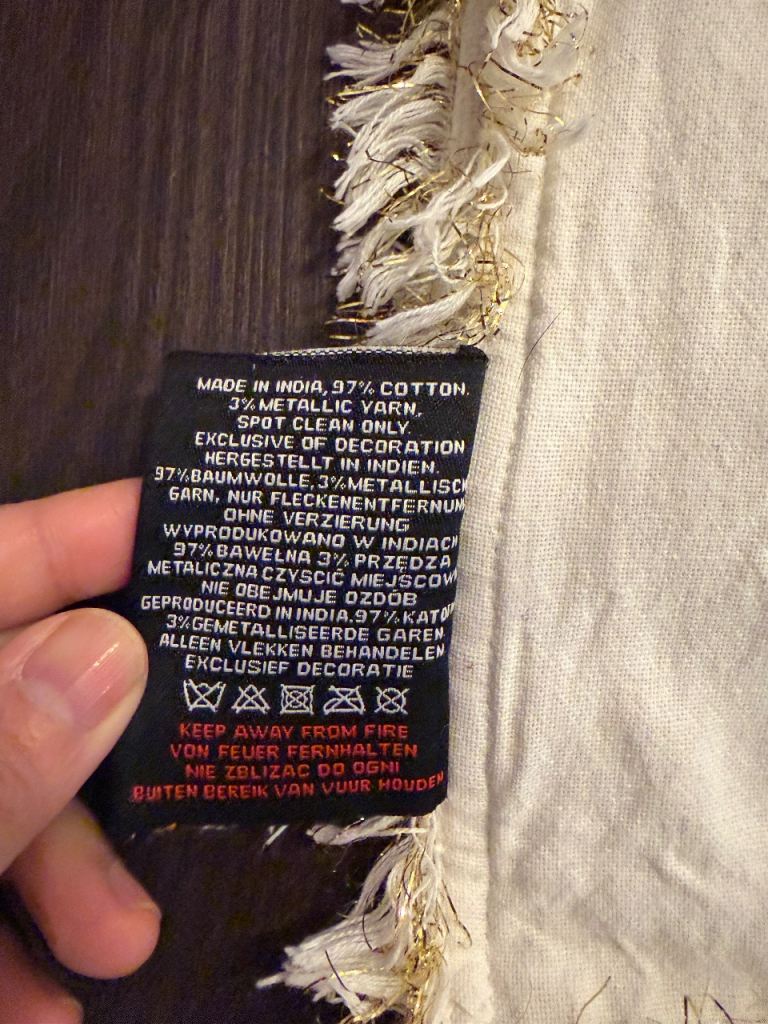 MADE IN INDIA, 97% COTTON.
3% METALLIC YARN,
SPOT CLEAN ONLY.
EXCLUSIVE OF DECORATION
HERGESTELLT IN INDIEN.
97%BAUMWOLLE, 3%METALLISCH
GARN, NUR FLECKENENTFERNUN
OHNE VERZIERUNG
WYPRODUKOWANO W INDIACH
97% BAWEŁNA 3% PRZĘDZA
METALICZNA CZYSCIĆ MIEJSCOW
NIE OBEJMUJE OZDÓB
GEPRODUCEERD IN INDIA. 97% KATO
3%GEMETALLISEERDE GAREN
ALLEEN VLEKKEN BEHANDELEN
EXCLUSIEF DECORATIE
KEEP AWAY FROM FIRE
VON FEUER FERNHALTEN
NIE ZBLIZAC DO OGNI
BUITEN BEREIK VAN VUUR HOUDEN